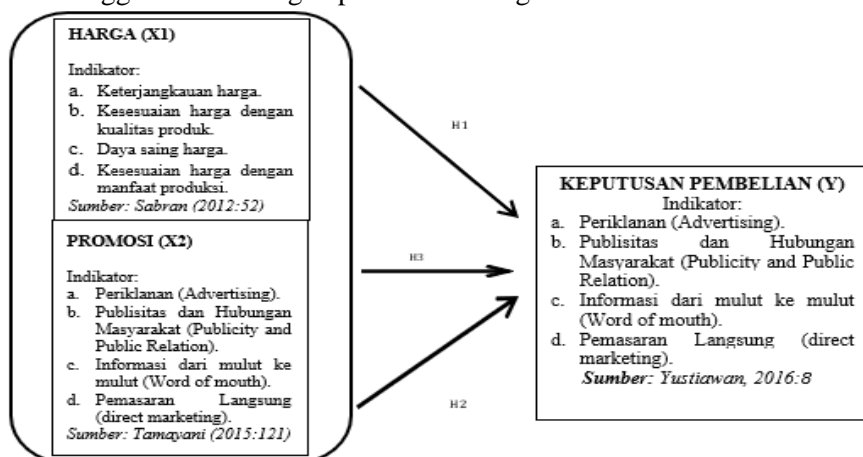 HARGA (X1)
Indikator:
a. Keterjangkauan harga.
b. Kesesuaian harga dengan
kualitas produk.
c. Daya saing harga.
d. Kesesuaian harga dengan
manfaat produksi.
Sumber: Sabran (2012:52)
PROMOSI (X2)
Indikator:
a. Periklanan (Advertising).
b. Publisitas dan Hubungan
Masyarakat (Publicity and
Public Relation).
c. Informasi dari mulut ke
mulut (Word of mouth).
d. Pemasaran Langsung
(direct marketing).
Sumber: Tamayani (2015:121)
H1
H3
H2
KEPUTUSAN PEMBELIAN (Y)
Indikator:
a. Periklanan (Advertising).
b. Publisitas dan Hubungan
Masyarakat (Publicity and Public
Relation).
c. Informasi dari mulut ke mulut
(Word of mouth).
d. Pemasaran Langsung (direct
marketing).
Sumber: Yustiawan, 2016:8